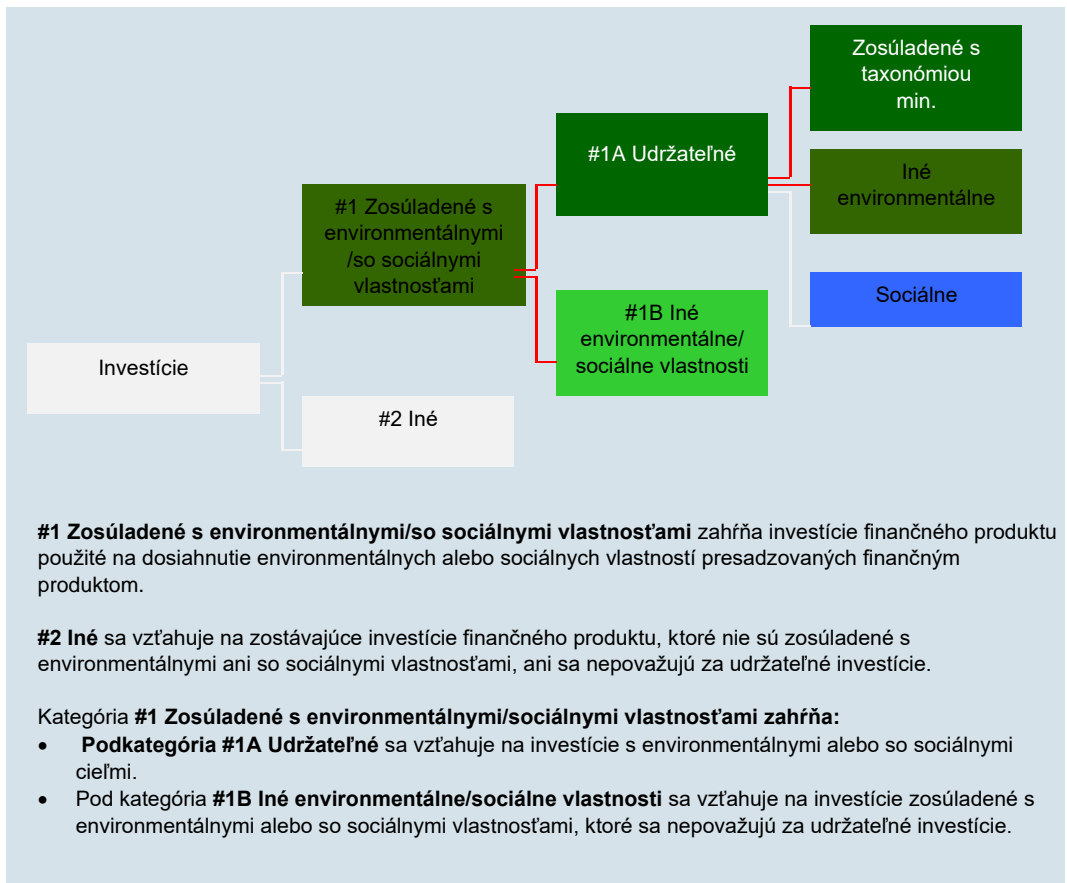 Zosúladené s
taxonómiou
min.
#1A Udržateľné
Iné
environmentálne
#1 Zosúladené s
environmentálnymi
/so sociálnymi
vlastnosťami
Sociálne
#1B Iné
environmentálne/
sociálne vlastnosti
Investície
#2 Iné
#1 Zosúladené s environmentálnymi/so sociálnymi vlastnosťami zahŕňa investície finančného produktu
použité na dosiahnutie environmentálnych alebo sociálnych vlastností presadzovaných finančným
produktom.
#2 Iné sa vzťahuje na zostávajúce investície finančného produktu, ktoré nie sú zosúladené s
environmentálnymi ani so sociálnymi vlastnosťami, ani sa nepovažujú za udržateľné investície.
Kategória #1 Zosúladené s environmentálnymi/sociálnymi vlastnosťami zahŕňa:
• Podkategória #1A Udržateľné sa vzťahuje na investície s environmentálnymi alebo so sociálnymi
cieľmi.
• Pod kategória #1B Iné environmentálne/sociálne vlastnosti sa vzťahuje na investície zosúladené s
environmentálnymi alebo so sociálnymi vlastnosťami, ktoré sa nepovažujú za udržateľné investície.